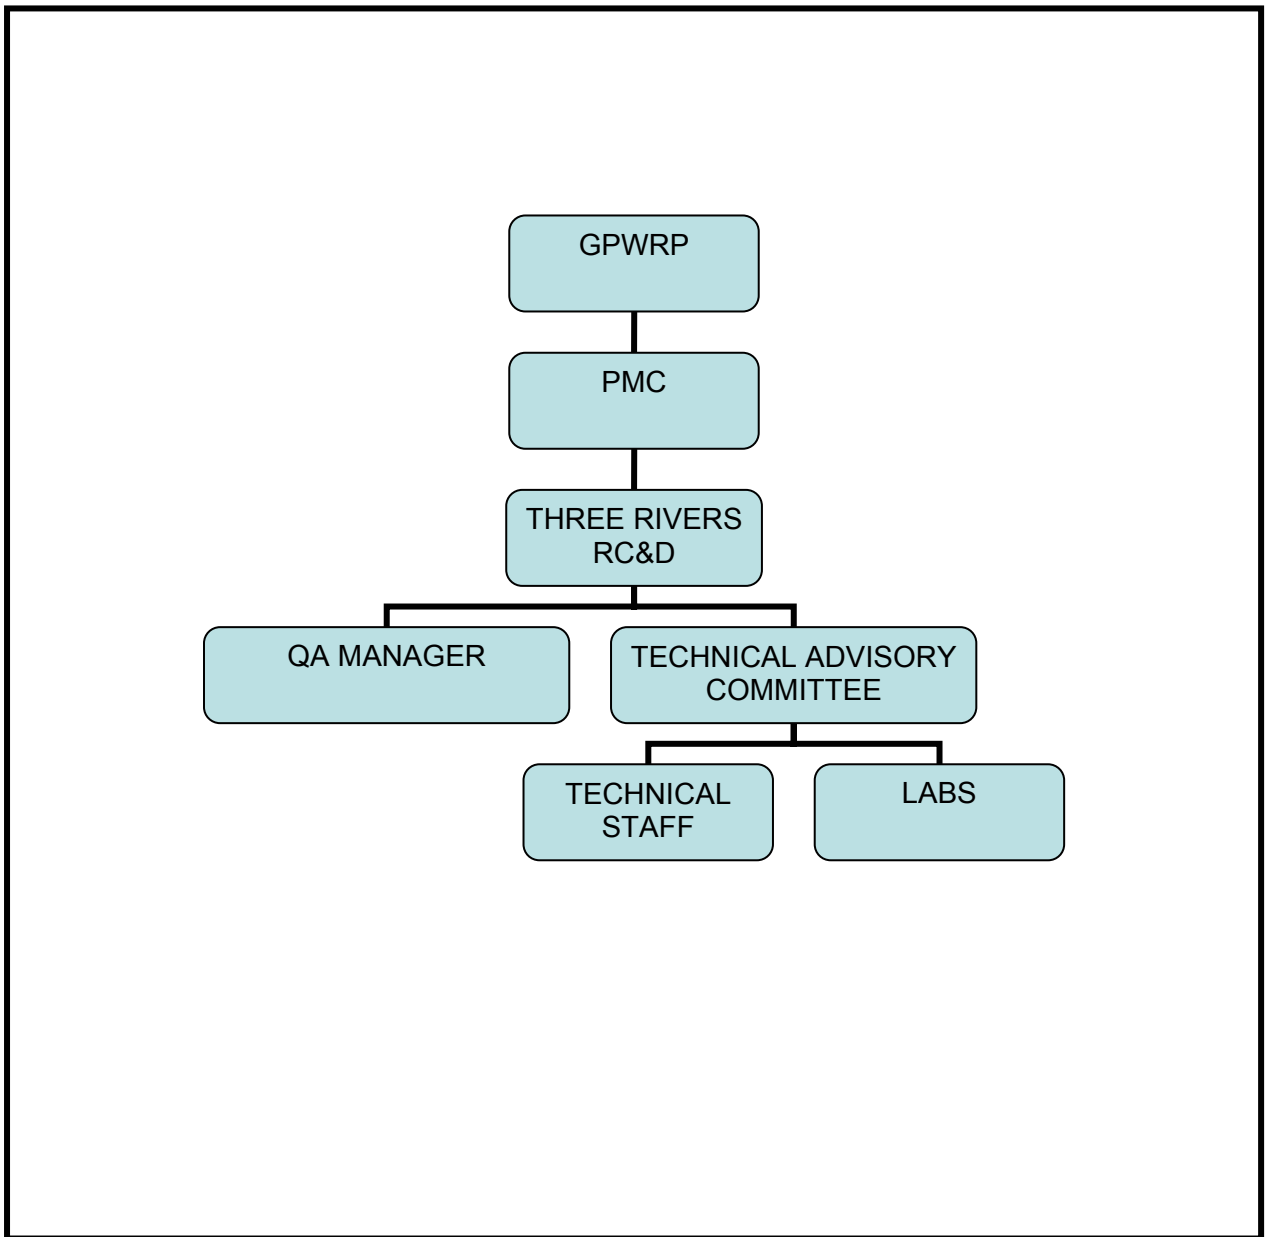 GPWRP
PMC
THREE RIVERS
RC&D
QA MANAGER
TECHNICAL ADVISORY
COMMITTEE
TECHNICAL
STAFF
LABS